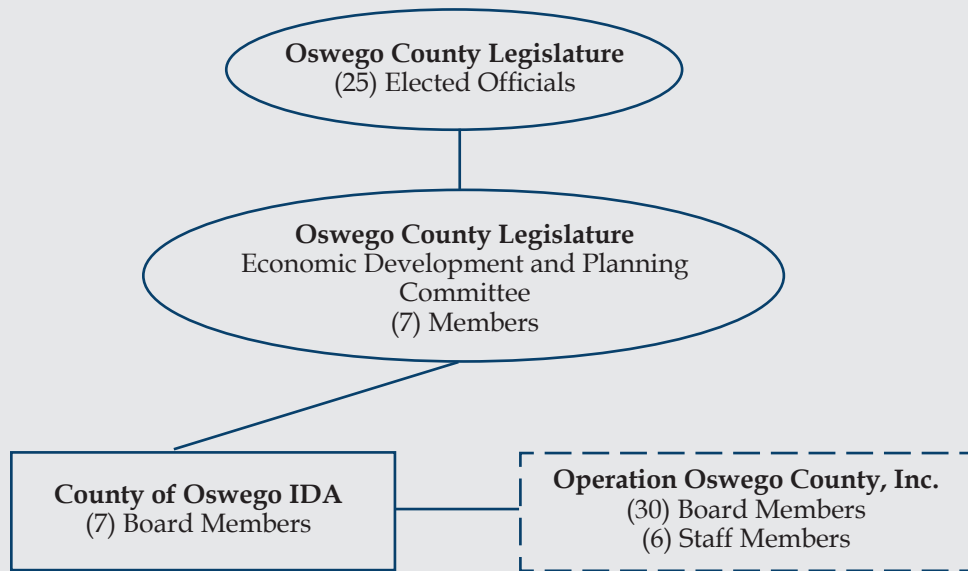 Oswego County Legislature
(25) Elected Officials
Oswego County Legislature
Economic Development and Planning
Committee
(7) Members
County of Oswego IDA
(7) Board Members
Operation Oswego County, Inc.
(30) Board Members
(6) Staff Members